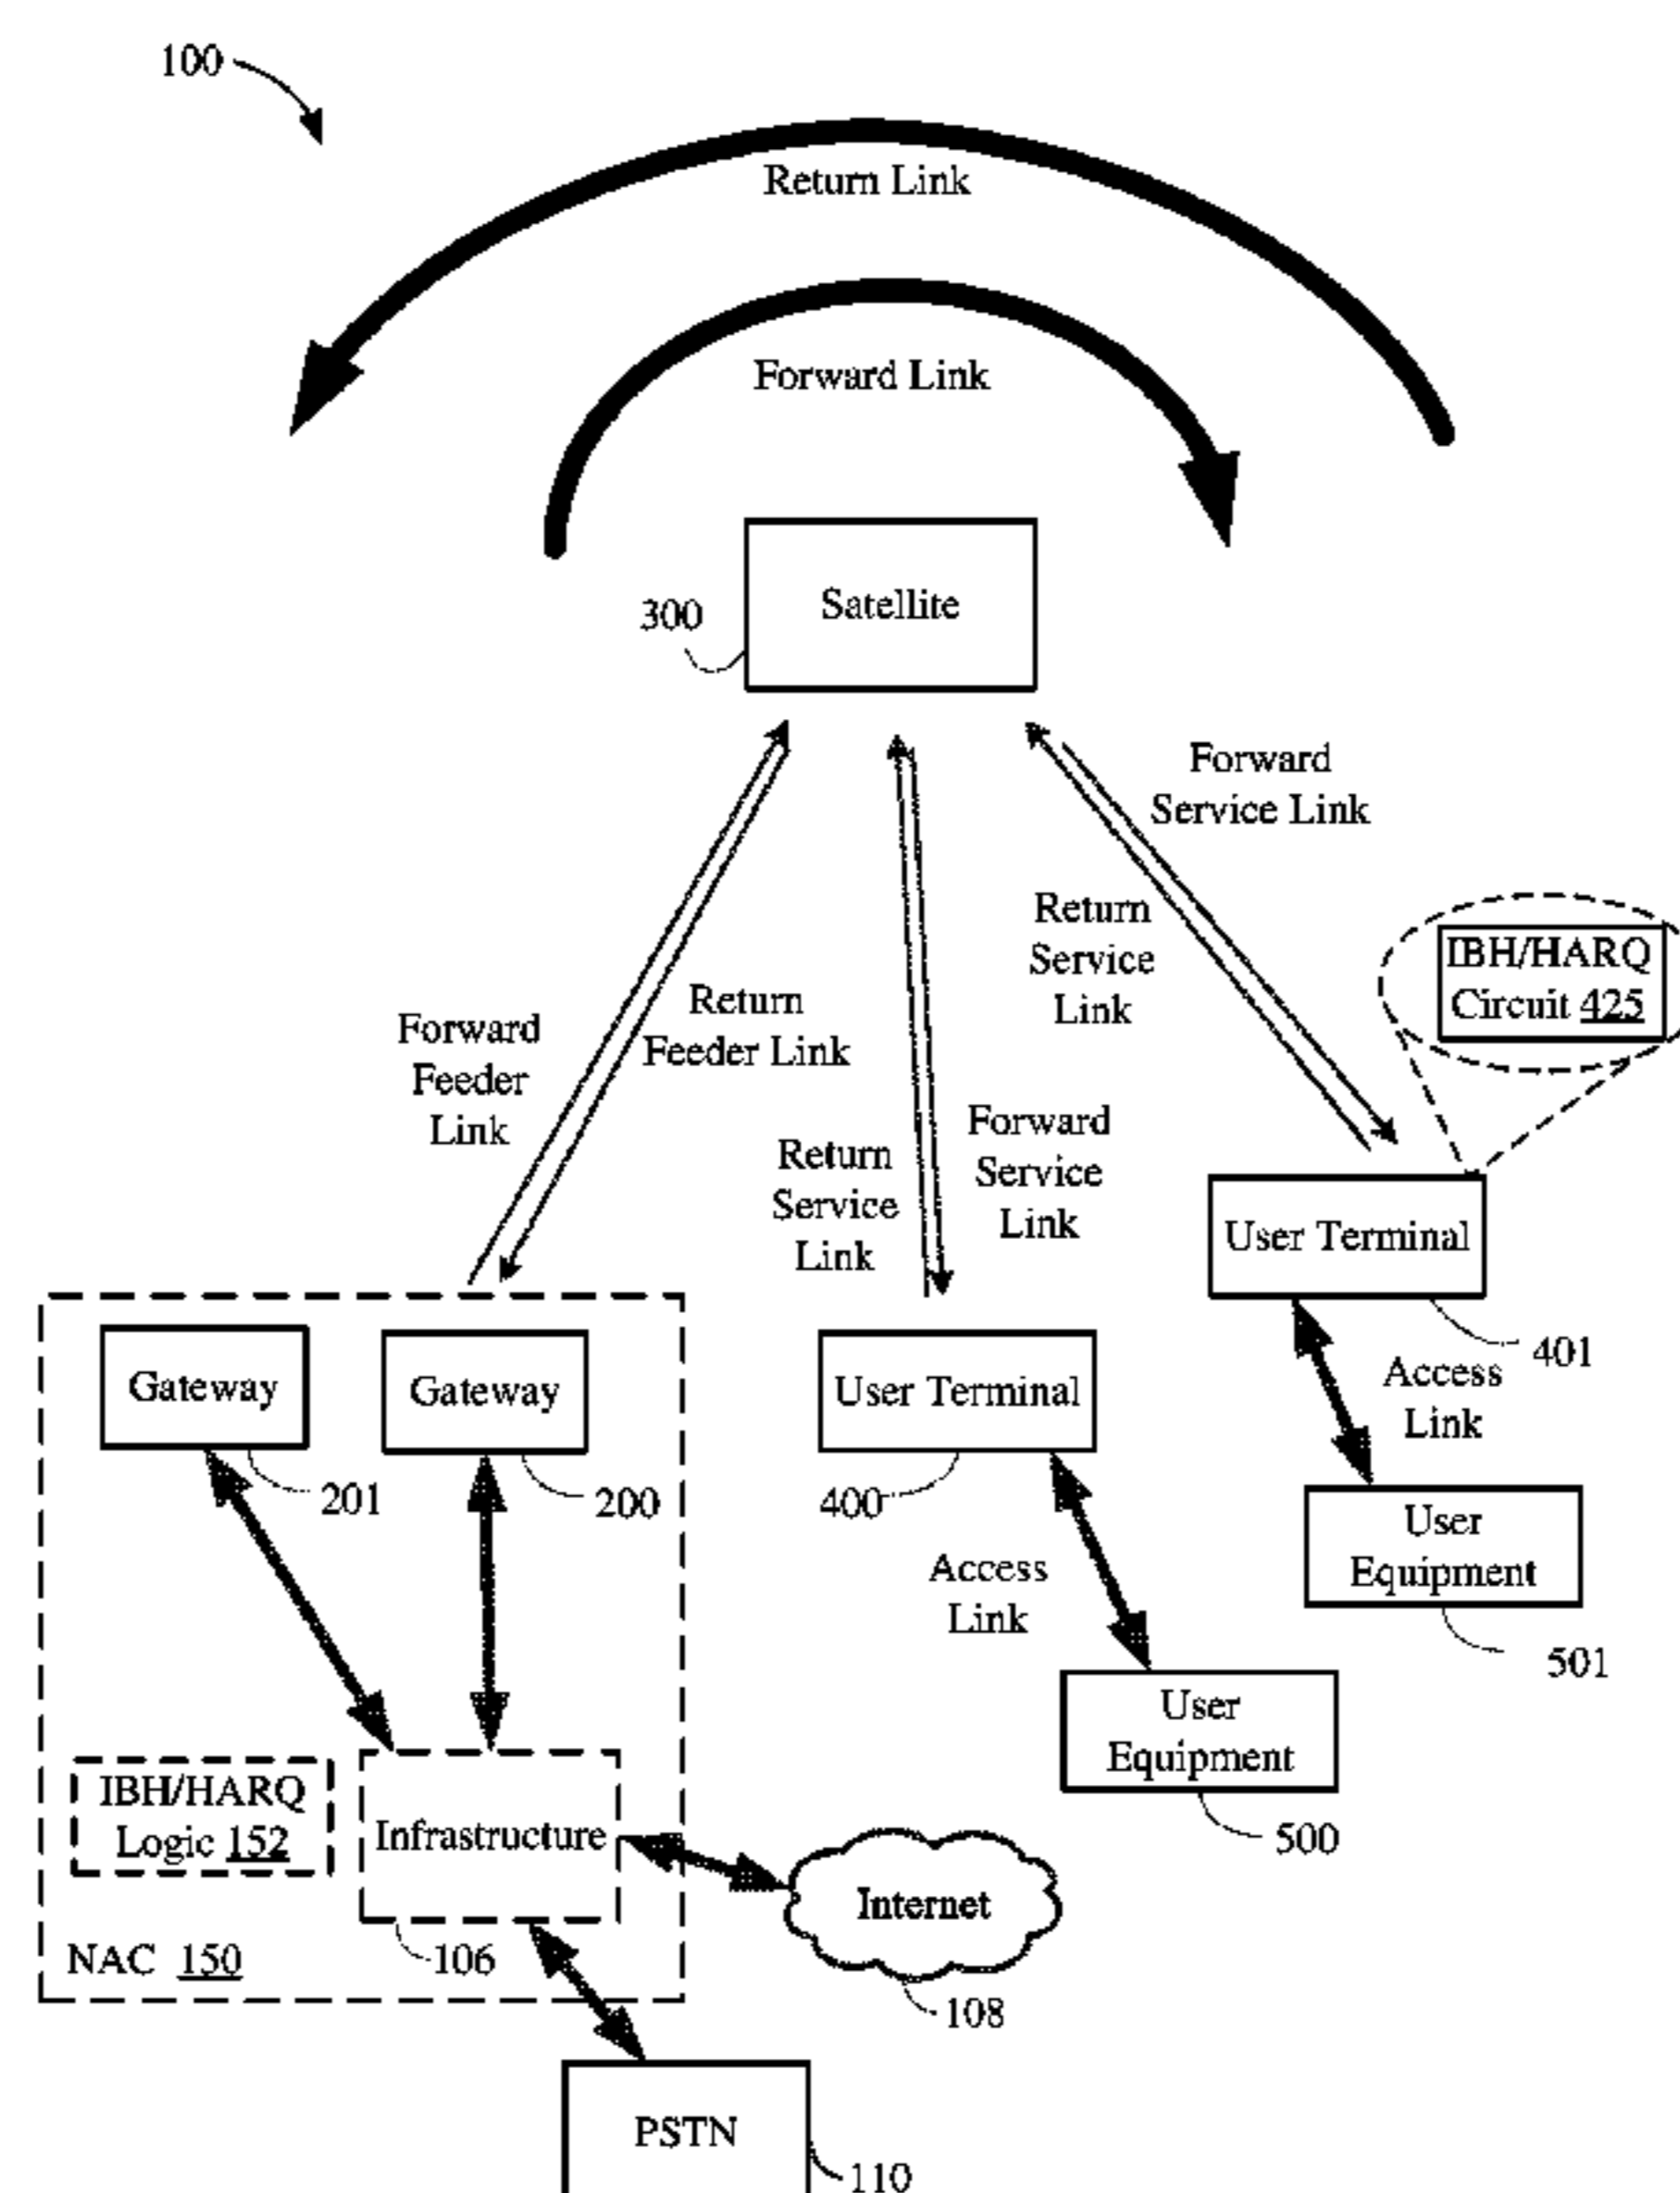 100
Return Link
Forward Link
Satellite
300
Forward
Service Link
Return
Service
Link
IBH/HARQ
Circuit 425
Forward
Feeder
Link
Return
Feeder Link
Return
Service
Link
Forward
Service
Link
User Terminal
401
Gateway
201
Gateway
200
User Terminal
400
Access
Link
User
Equipment
501
Access
Link
User
Equipment
500
IBH/HARQ
Logic 152
Infrastructure
106
NAC 150
Internet
108
PSTN
110